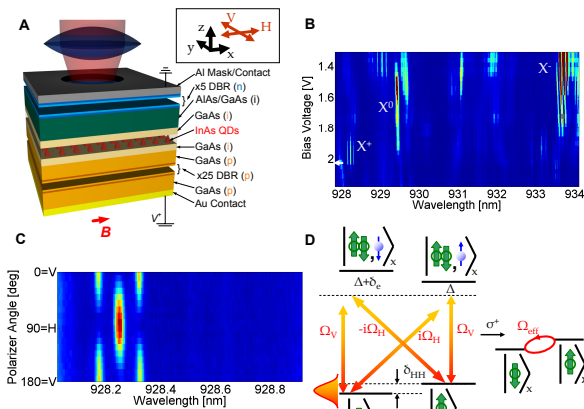 A
z
y
x
V
H
Al Mask/Contact
x5 DBR (n)
AlAs/GaAs (i)
GaAs (i)
InAs QDs
GaAs (i)
GaAs (p)
x25 DBR (p)
GaAs (p)
Au Contact
B
V+
B
Bias Voltage [V]
1.4
1.6
1.8
2
X0
X-
X+
928 929 930 931 932 933 934
Wavelength [nm]
C
Polarizer Angle [deg]
0=V
90=H
180=V
928.2 928.4 928.6 928.8
Wavelength [nm]
D
x
x
Δ+δe
Δ
ΩV
-iΩH
iΩH
ΩV
σ+
Ωeff
δHH